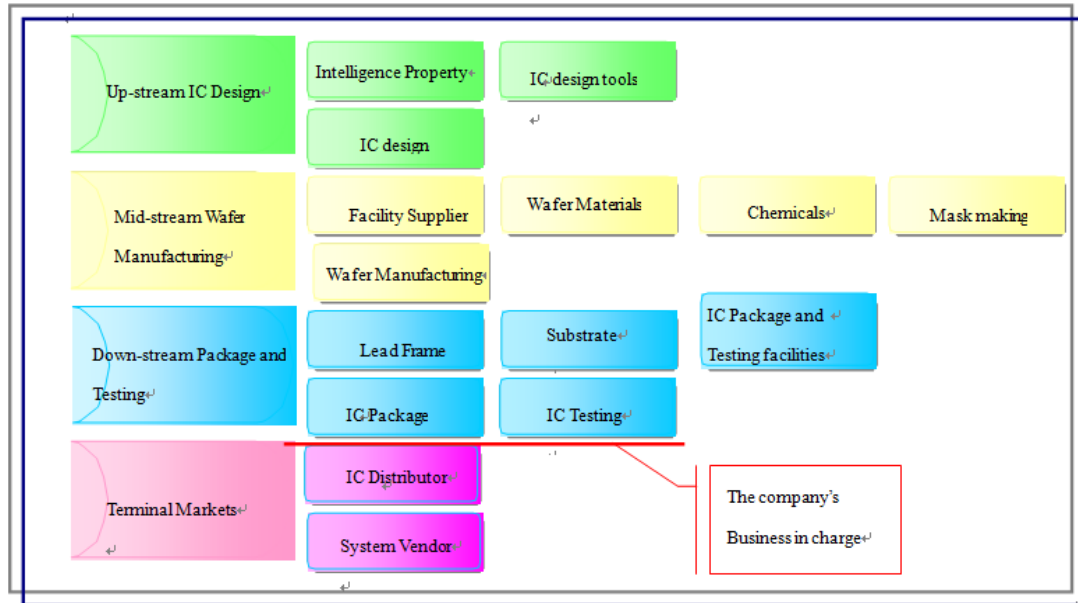 Up-stream IC Design
Intelligence Property
IC design tools
IC design
Mid-stream Wafer
Manufacturing
Facility Supplier
Wafer Materials
Chemicals
Mask making
Wafer Manufacturing
Down-stream Package and
Testing
Lead Frame
Substrate
IC Package and
Testing facilities
IC Package
IC Testing
Terminal Markets
IC Distributor
System Vendor
The company's
Business in charge